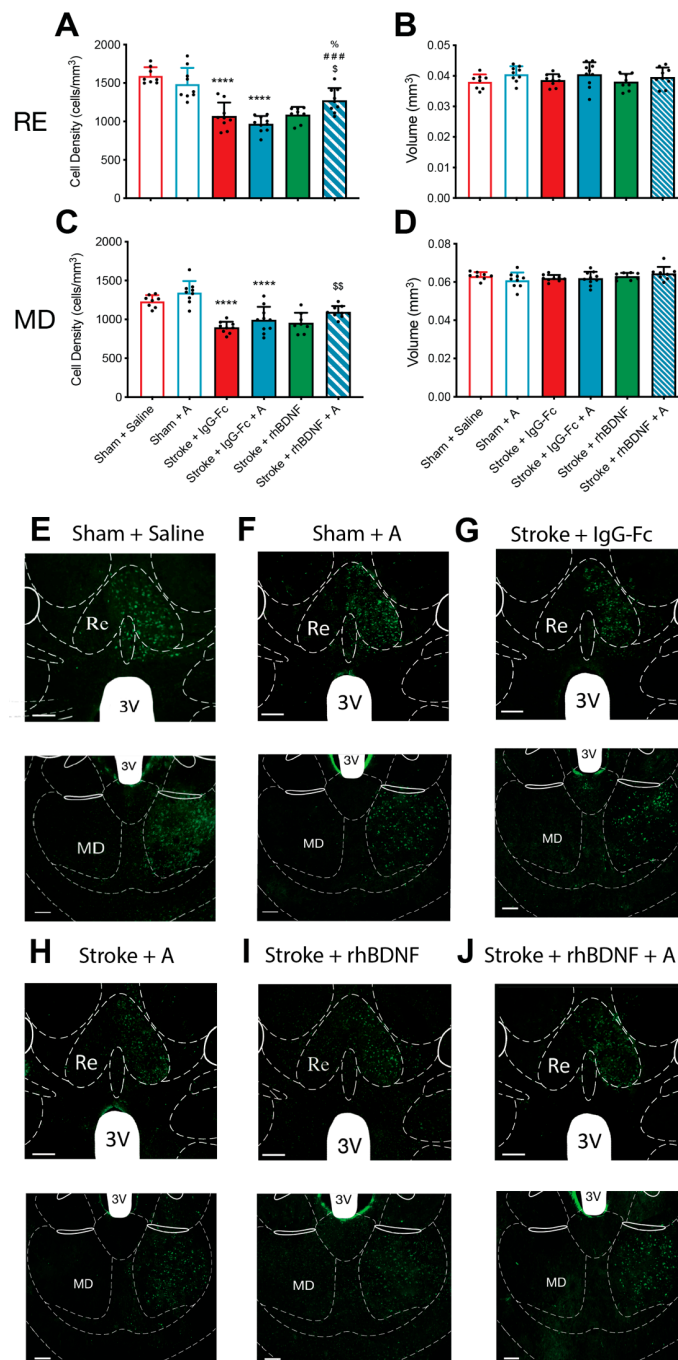 A
B
RE
Cell Density (cells/mm³)
2000
1500
1000
500
0
****
****
%
###
$
Volume (mm³)
0.05
0.04
0.03
0.02
0.01
0.00
C
D
MD
Cell Density (cells/mm³)
2000
1500
1000
500
0
****
****
$$
Volume (mm³)
0.08
0.06
0.04
0.02
0.00
Sham + Saline
Sham + A
Stroke + IgG-Fc
Stroke + IgG-Fc + A
Stroke + rhBDNF
Stroke + rhBDNF + A
Sham + Saline
Sham + A
Stroke + IgG-Fc
Stroke + IgG-Fc + A
Stroke + rhBDNF
Stroke + rhBDNF + A
E Sham + Saline
F Sham + A
G Stroke + IgG-Fc
Re
3V
Re
3V
Re
3V
3V
MD
3V
MD
3V
MD
H Stroke + A
I Stroke + rhBDNF
J Stroke + rhBDNF + A
Re
3V
Re
3V
Re
3V
3V
MD
3V
MD
3V
MD